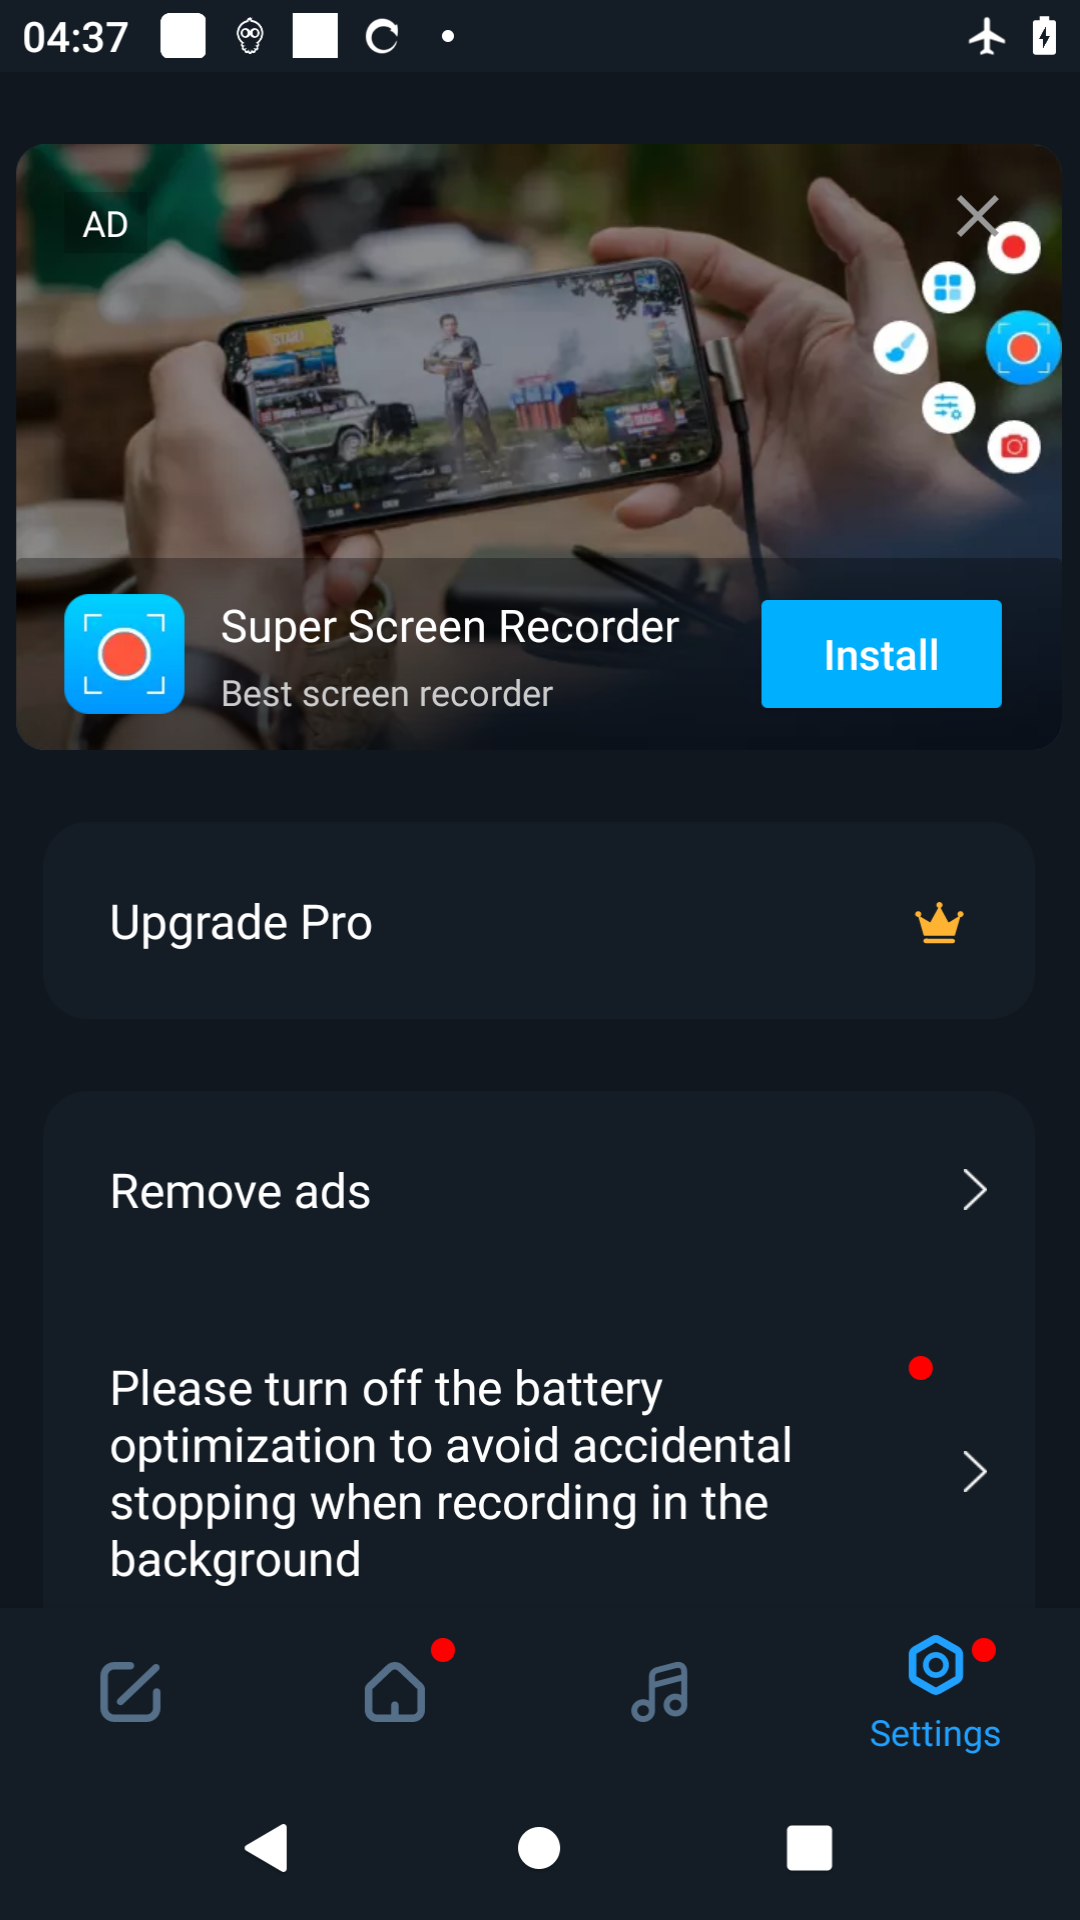 04:37
AD
START
Super Screen Recorder
Best screen recorder
Install
Upgrade Pro
Remove ads
Please turn off the battery
optimization to avoid accidental
stopping when recording in the
background
Settings